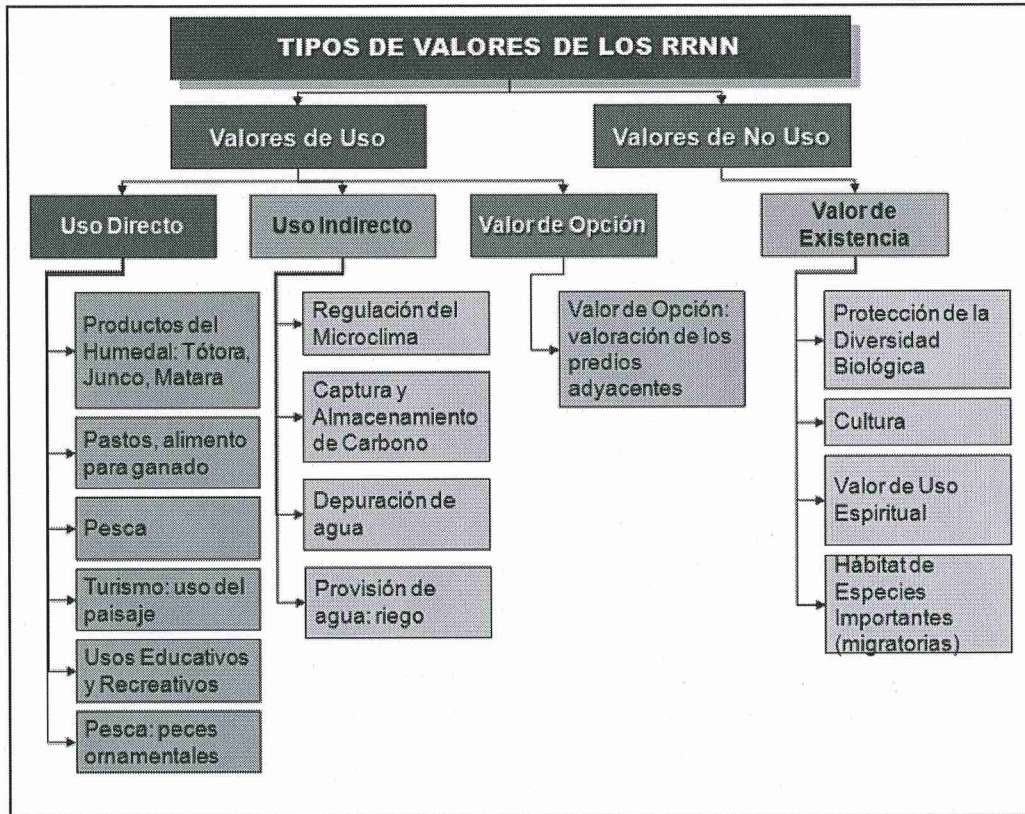 TIPOS DE VALORES DE LOS RRNN
Valores de Uso
Valores de No Uso
Uso Directo
Uso Indirecto
Valor de Opción
Valor de
Existencia
Productos del
Humedal: Tótora,
Junco, Matara
Pastos, alimento
para ganado
Pesca
Turismo: uso del
paisaje
Usos Educativos
y Recreativos
Pesca: peces
ornamentales
Regulación del
Microclima
Captura y
Almacenamiento
de Carbono
Depuración de
agua
Provisión de
agua: riego
Valor de Opción:
valoración de los
predios
adyacentes
Protección de la
Diversidad
Biológica
Cultura
Valor de Uso
Espiritual
Hábitat de
Especies
Importantes
(migratorias)